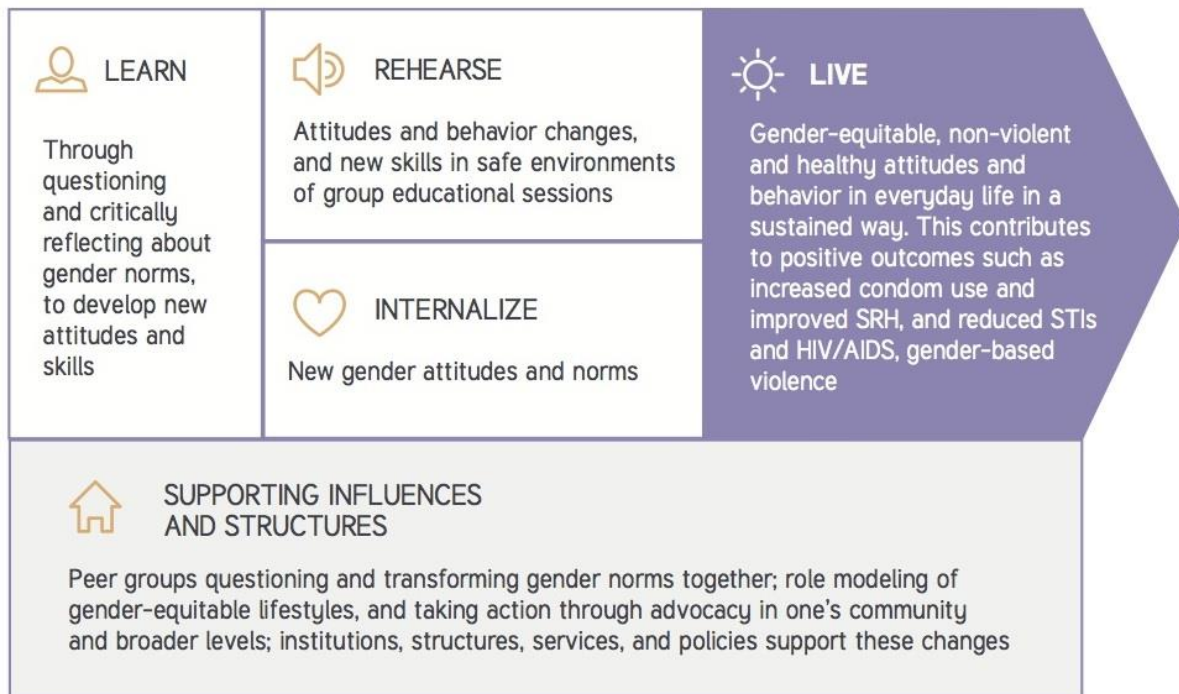 LEARN
Through
questioning
and critically
reflecting about
gender norms,
to develop new
attitudes and
skills
REHEARSE
Attitudes and behavior changes,
and new skills in safe environments
of group educational sessions
INTERNALIZE
New gender attitudes and norms
LIVE
Gender-equitable, non-violent
and healthy attitudes and
behavior in everyday life in a
sustained way. This contributes
to positive outcomes such as
increased condom use and
improved SRH, and reduced STIs
and HIV/AIDS, gender-based
violence
SUPPORTING INFLUENCES
AND STRUCTURES
Peer groups questioning and transforming gender norms together; role modeling of
gender-equitable lifestyles, and taking action through advocacy in one's community
and broader levels; institutions, structures, services, and policies support these changes